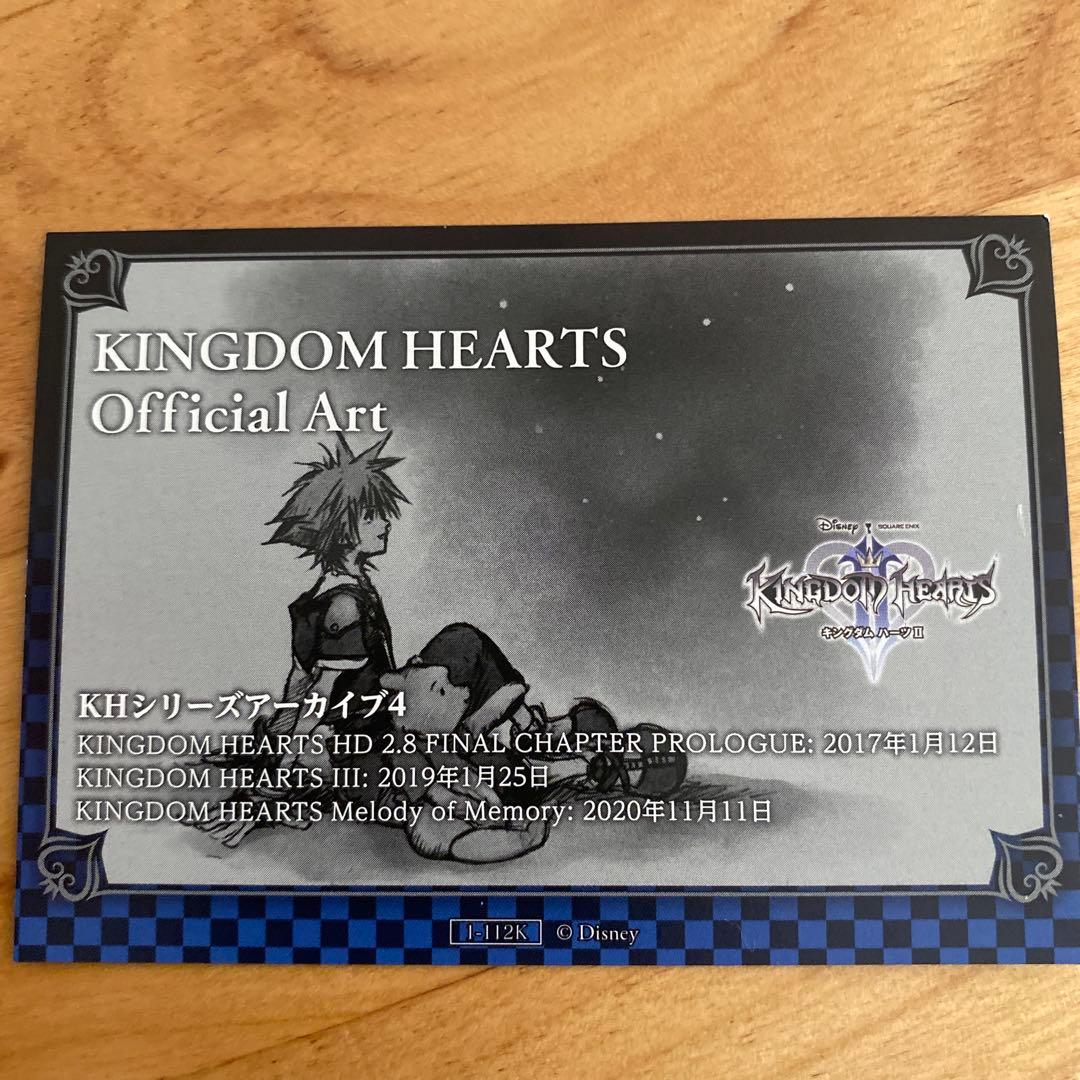 KINGDOM HEARTS
Official Art
Disney SQUARE ENIX
KINGDOM HEARTS II
キングダム ハーツ II
KHシリーズアーカイブ4
KINGDOM HEARTS HD 2.8 FINAL CHAPTER PROLOGUE: 2017年1月12日
KINGDOM HEARTS III: 2019年1月25日
KINGDOM HEARTS Melody of Memory: 2020年11月11日
1-112K © Disney